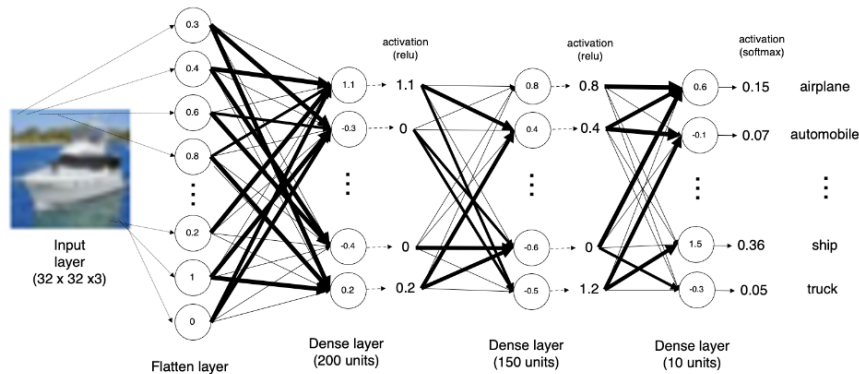 0.3
0.4
0.6
0.8
0.2
1
0
Input
layer
(32 x 32 x3)
Flatten layer
1.1
-0.3
-0.4
0.2
Dense layer
(200 units)
activation
(relu)
1.1
0
0
0.2
0.8
0.4
-0.6
-0.5
Dense layer
(150 units)
activation
(relu)
0.8
0.4
0
1.2
0.6
-0.1
1.5
-0.3
Dense layer
(10 units)
activation
(softmax)
0.15
0.07
0.36
0.05
airplane
automobile
ship
truck